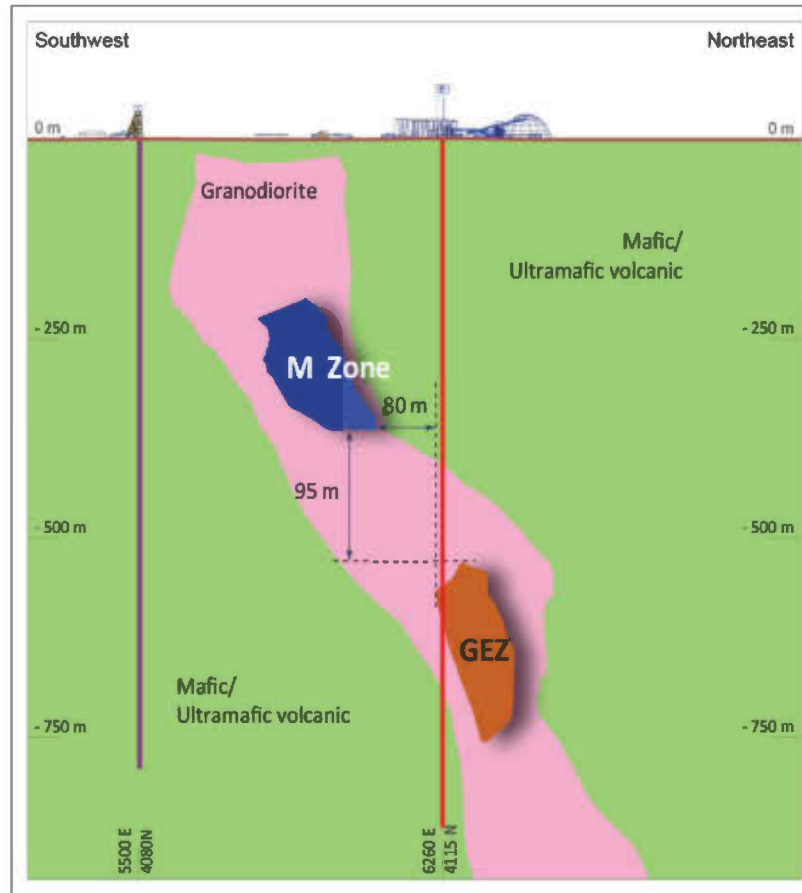 Southwest
Northeast
0 m
0 m
Granodiorite
Mafic/
Ultramafic volcanic
- 250 m
- 250 m
M Zone
80 m
95 m
- 500 m
- 500 m
GEZ
Mafic/
Ultramafic volcanic
- 750 m
- 750 m
5500 E
4080N
6260 E
4115 N